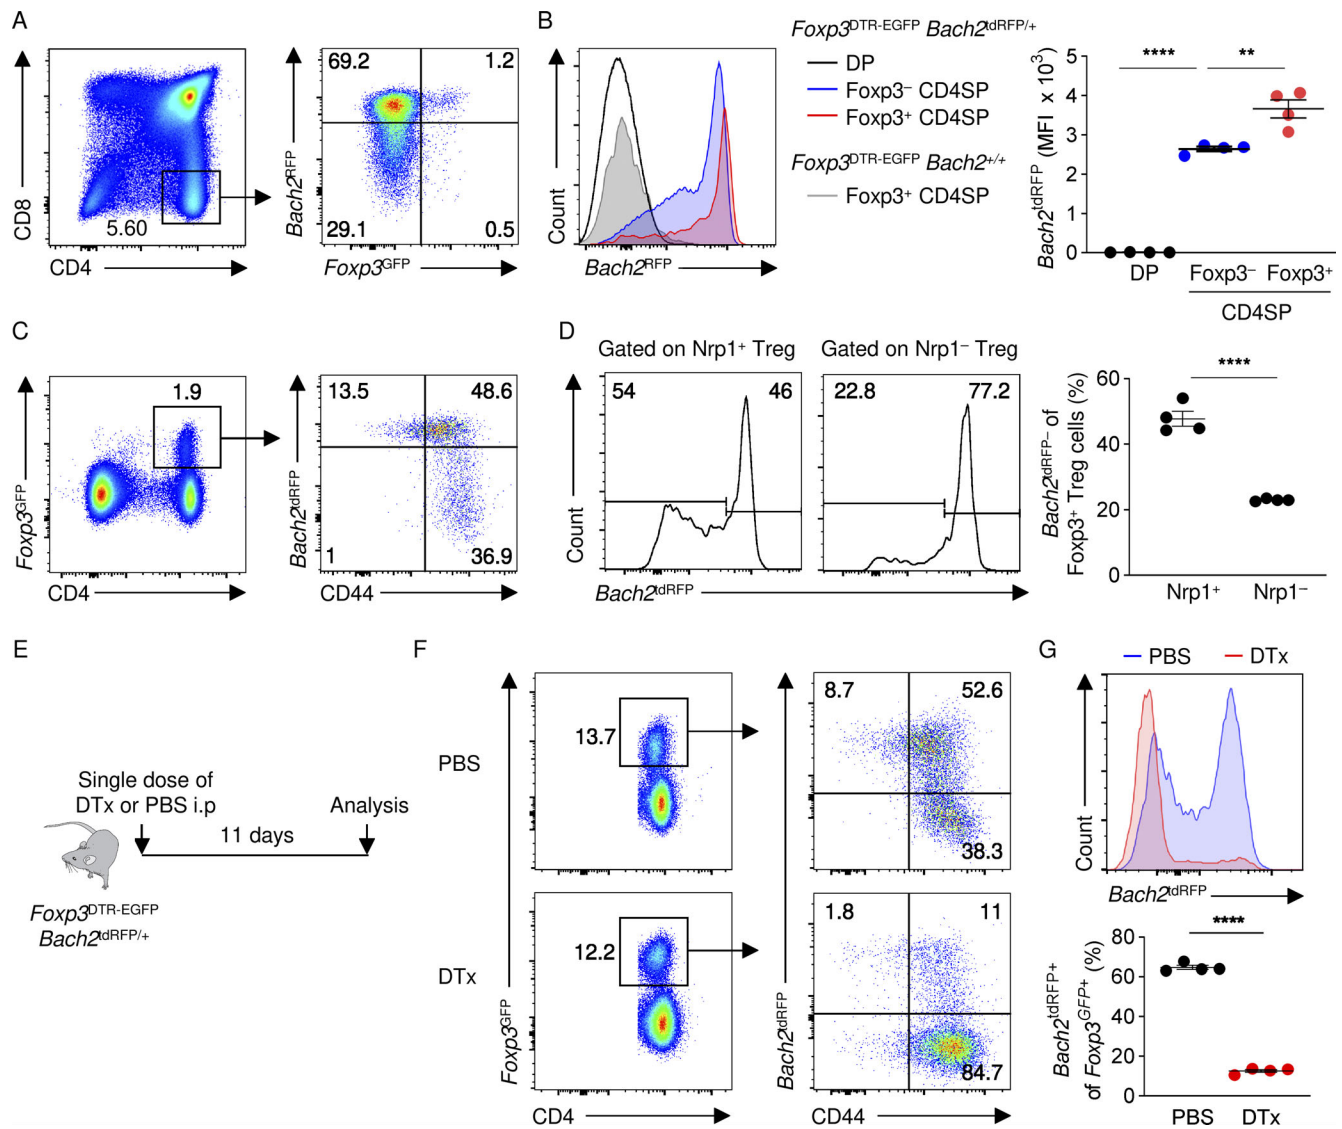 A
CD8
CD4
5.60
69.2
1.2
29.1
0.5
Bach2RFP
Foxp3GFP
B
Count
Bach2RFP
Foxp3DTR-EGFP Bach2tdRFP/+
DP
Foxp3– CD4SP
Foxp3+ CD4SP
Foxp3DTR-EGFP Bach2+/+
Foxp3+ CD4SP
Bach2tdRFP (MFI x 10³)
5
4
3
2
1
0
****
**
DP
Foxp3–
Foxp3+
CD4SP
C
Foxp3GFP
CD4
1.9
13.5
48.6
1
36.9
Bach2tdRFP
CD44
D
Gated on Nrp1+ Treg
Gated on Nrp1– Treg
54
46
22.8
77.2
Count
Bach2tdRFP
Bach2tdRFP– of
Foxp3+ Treg cells (%)
60
40
20
0
****
Nrp1+
Nrp1–
E
Single dose of
DTx or PBS i.p
Analysis
11 days
Foxp3DTR-EGFP
Bach2tdRFP/+
F
PBS
13.7
8.7
52.6
38.3
DTx
12.2
1.8
11
84.7
Foxp3GFP
CD4
Bach2tdRFP
CD44
G
PBS
DTx
Count
Bach2tdRFP
Bach2tdRFP+
of Foxp3GFP+ (%)
80
60
40
20
0
****
PBS
DTx